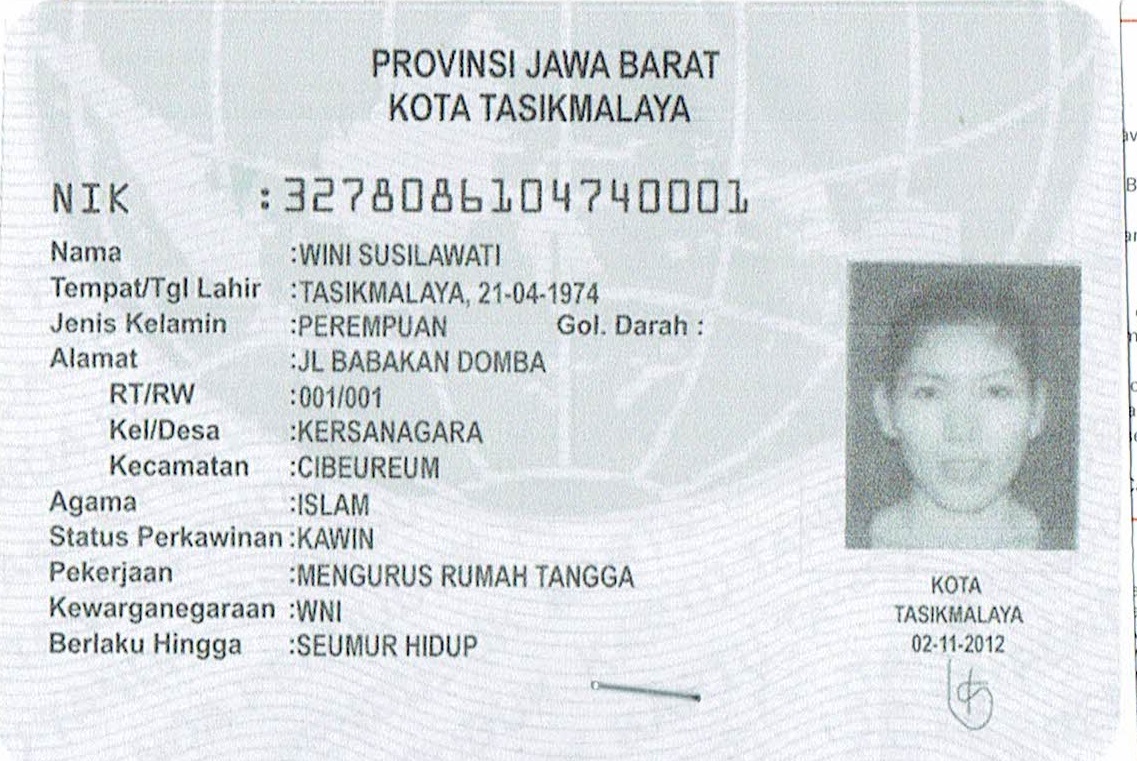 PROVINSI JAWA BARAT
KOTA TASIKMALAYA
NIK : 3278086104740001
Nama :WINI SUSILAWATI
Tempat/Tgl Lahir :TASIKMALAYA, 21-04-1974
Jenis Kelamin :PEREMPUAN Gol. Darah :
Alamat :JL BABAKAN DOMBA
RT/RW :001/001
Kel/Desa :KERSANAGARA
Kecamatan :CIBEUREUM
Agama :ISLAM
Status Perkawinan :KAWIN
Pekerjaan :MENGURUS RUMAH TANGGA
Kewarganegaraan :WNI
Berlaku Hingga :SEUMUR HIDUP
KOTA
TASIKMALAYA
02-11-2012